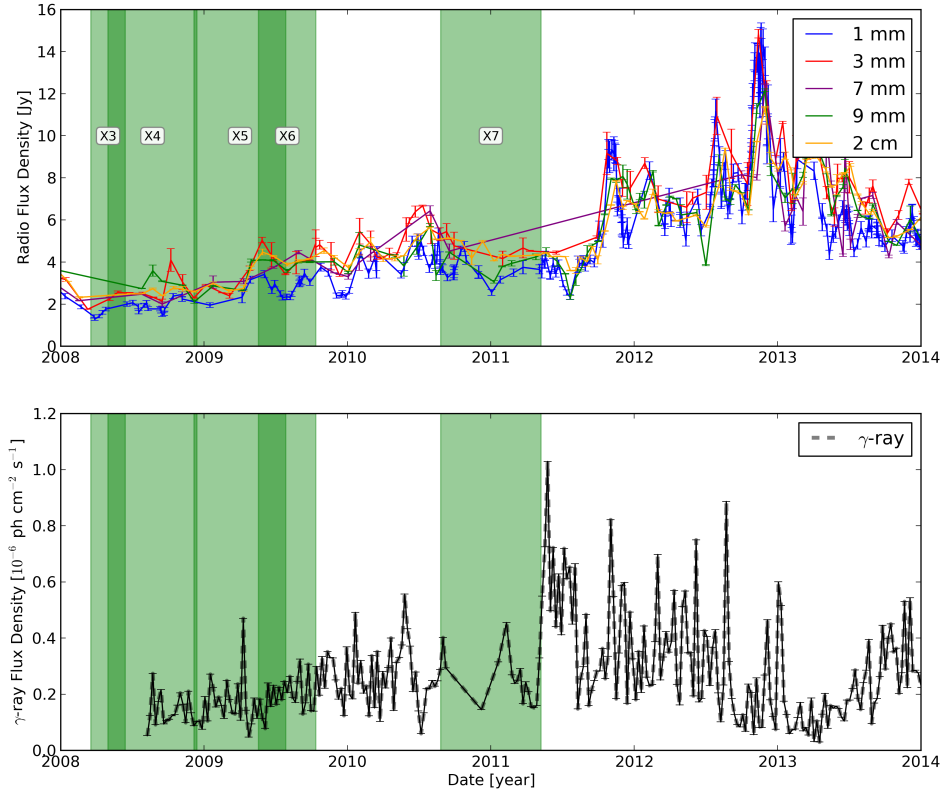 16
14
12
10
8
6
4
2
0
Radio Flux Density [Jy]
X3
X4
X5
X6
X7
1 mm
3 mm
7 mm
9 mm
2 cm
2008
2009
2010
2011
2012
2013
2014
1.2
1.0
0.8
0.6
0.4
0.2
0.0
γ-ray Flux Density [10⁻⁶ ph cm⁻² s⁻¹]
γ-ray
2008
2009
2010
2011
2012
2013
2014
Date [year]